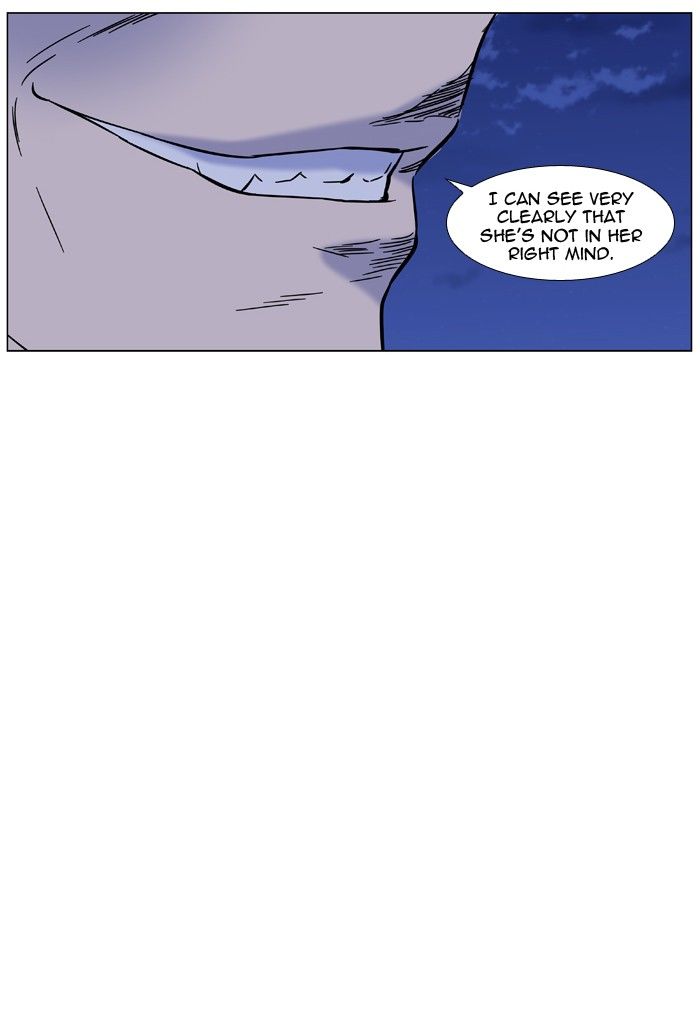 I CAN SEE VERY
CLEARLY THAT
SHE'S NOT IN HER
RIGHT MIND.